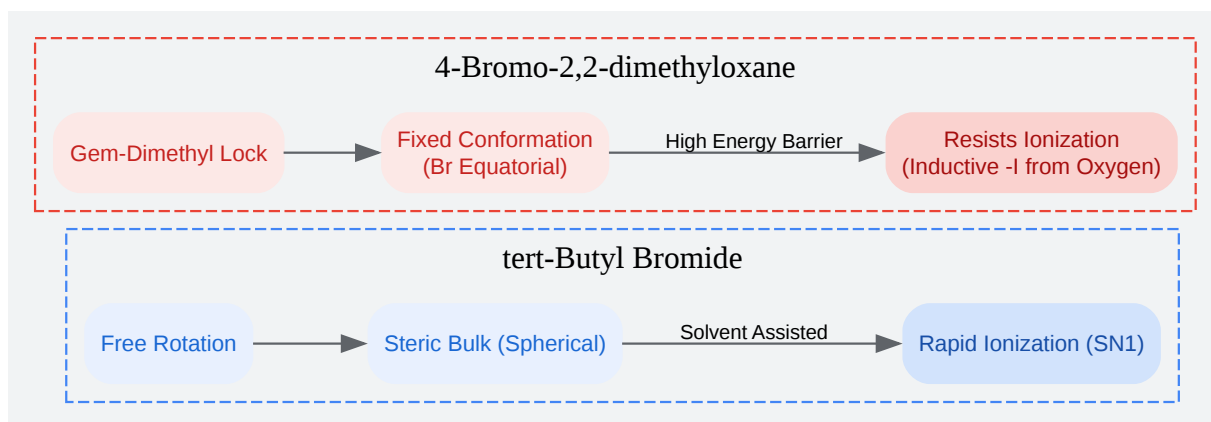 4-Bromo-2,2-dimethyloxane
Gem-Dimethyl Lock
Fixed Conformation
(Br Equatorial)
High Energy Barrier
Resists Ionization
(Inductive -I from Oxygen)
tert-Butyl Bromide
Free Rotation
Steric Bulk (Spherical)
Solvent Assisted
Rapid Ionization (SN1)